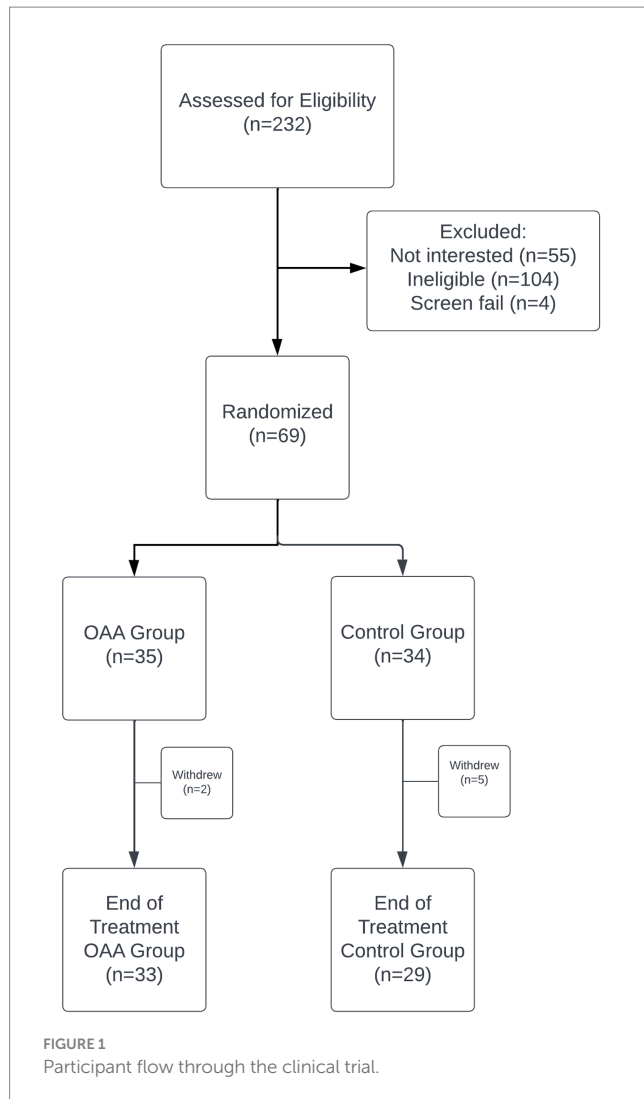 Assessed for Eligibility
(n=232)
Excluded:
Not interested (n=55)
Ineligible (n=104)
Screen fail (n=4)
Randomized
(n=69)
OAA Group
(n=35)
Control Group
(n=34)
Withdrew
(n=2)
Withdrew
(n=5)
End of
Treatment
OAA Group
(n=33)
End of
Treatment
Control Group
(n=29)
FIGURE 1
Participant flow through the clinical trial.